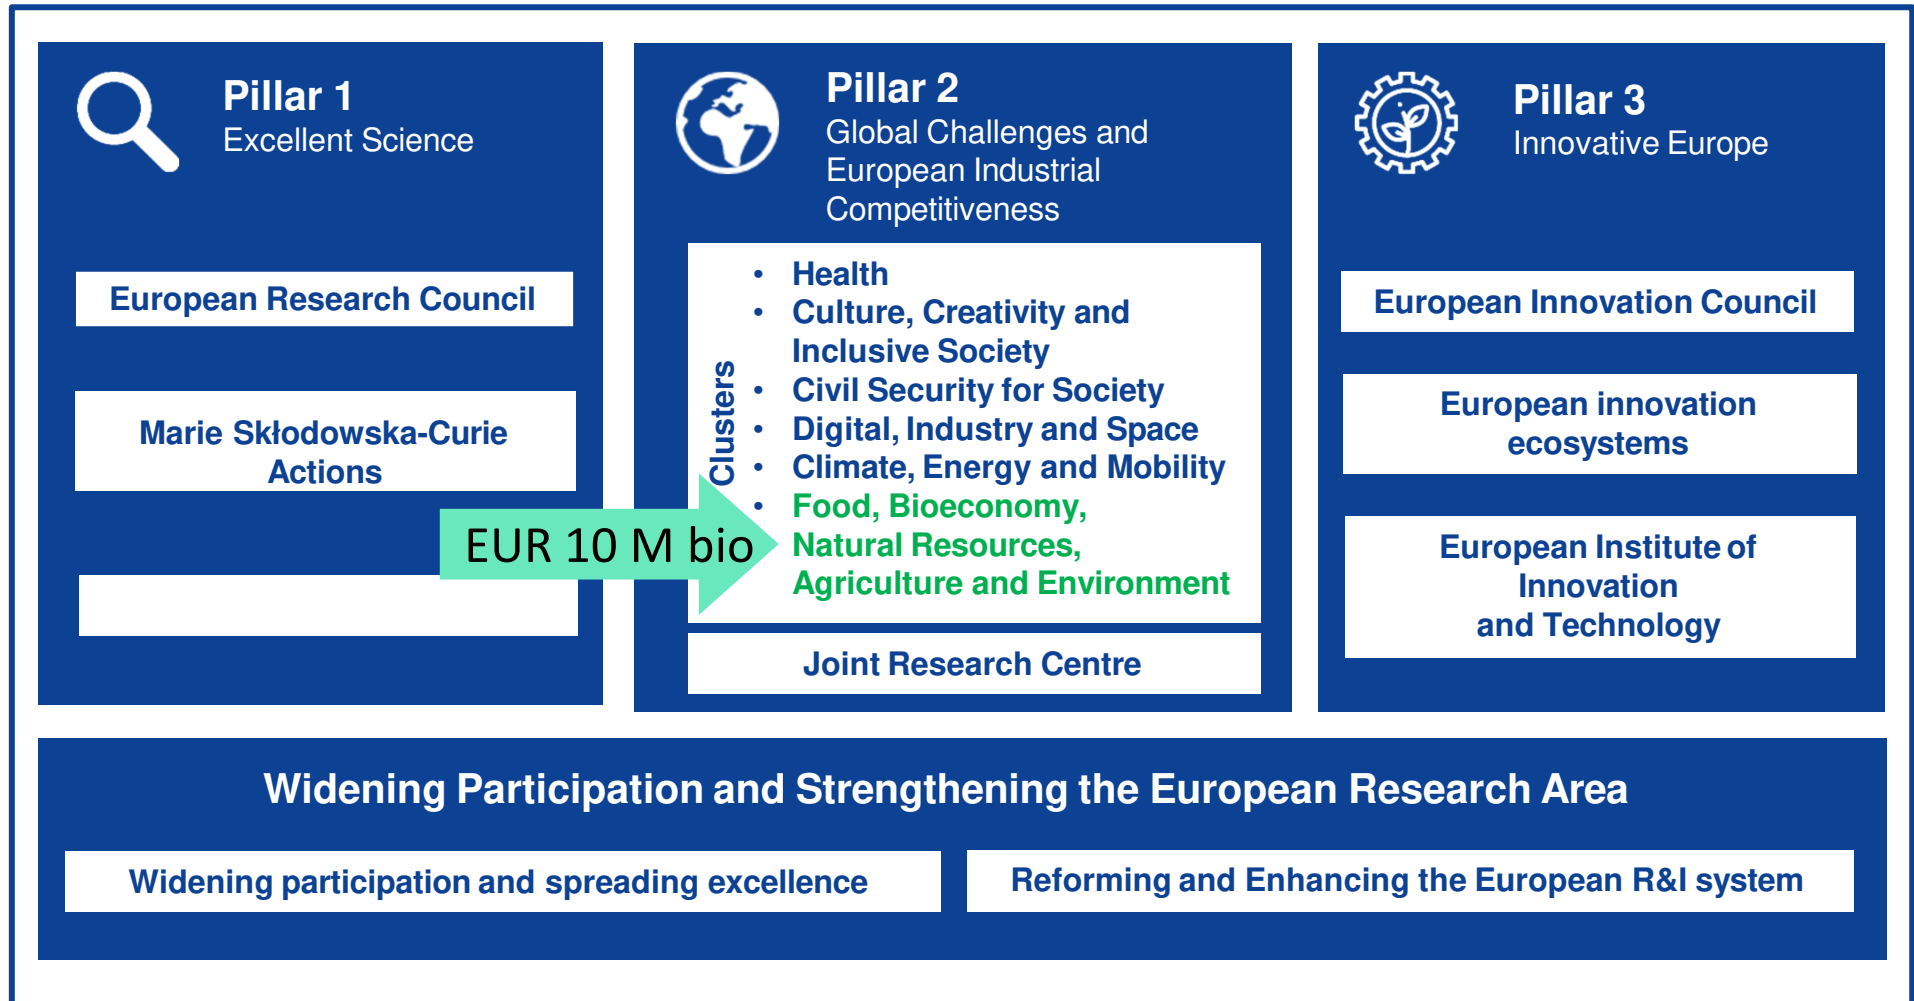 Pillar 1
Excellent Science
European Research Council
Marie Skłodowska-Curie
Actions
Pillar 2
Global Challenges and
European Industrial
Competitiveness
Clusters
• Health
• Culture, Creativity and
Inclusive Society
• Civil Security for Society
• Digital, Industry and Space
• Climate, Energy and Mobility
• Food, Bioeconomy,
Natural Resources,
Agriculture and Environment
EUR 10 M bio
Joint Research Centre
Pillar 3
Innovative Europe
European Innovation Council
European innovation
ecosystems
European Institute of
Innovation
and Technology
Widening Participation and Strengthening the European Research Area
Widening participation and spreading excellence
Reforming and Enhancing the European R&I system